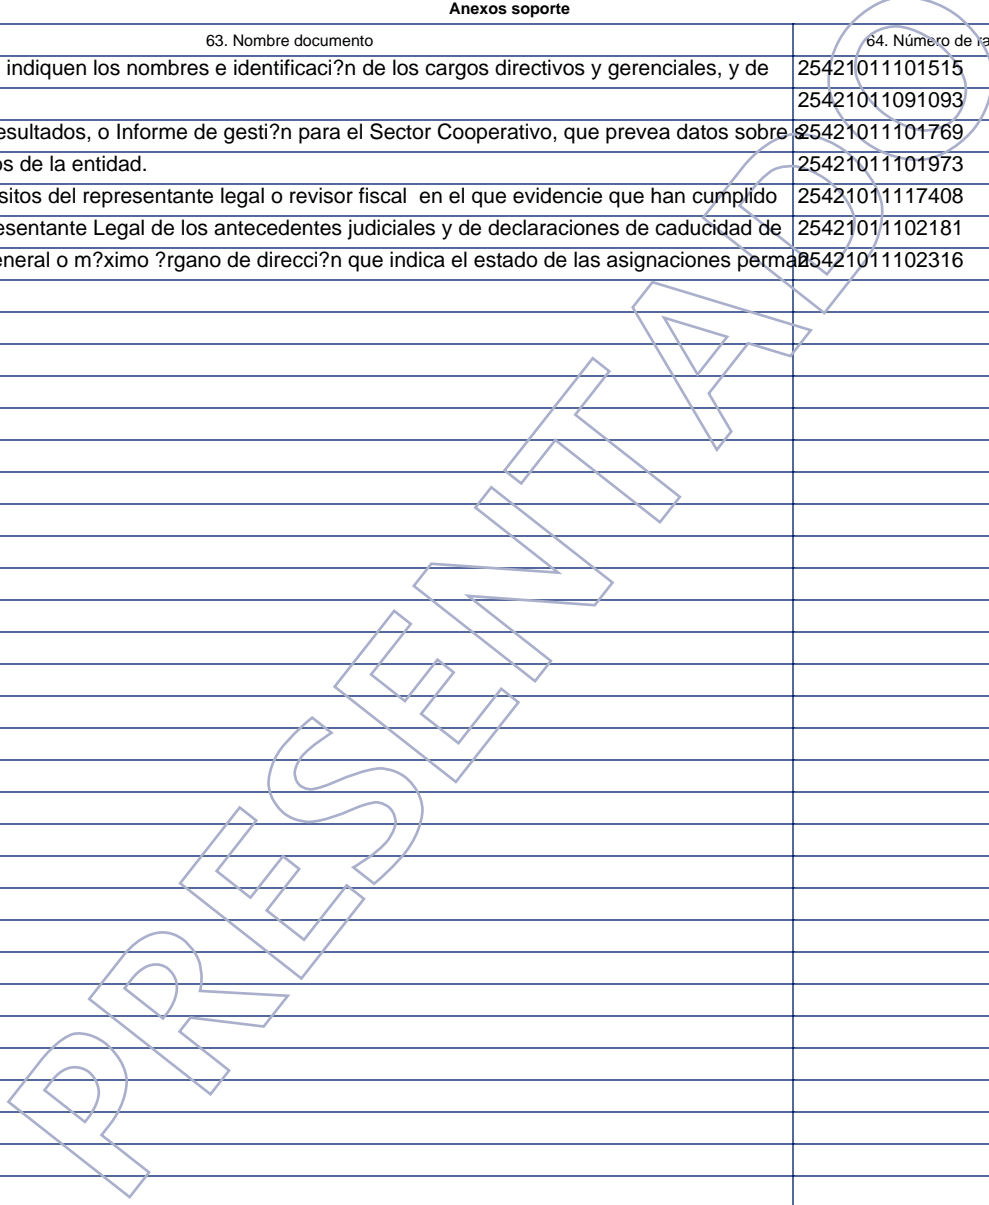 Anexos soporte
63. Nombre documento 64. Número de ra
indiquen los nombres e identificaci?n de los cargos directivos y gerenciales, y de 25421011101515
25421011091093
esultados, o Informe de gesti?n para el Sector Cooperativo, que prevea datos sobre s 25421011101769
os de la entidad. 25421011101973
sitos del representante legal o revisor fiscal en el que evidencie que han cumplido 25421011117408
esentante Legal de los antecedentes judiciales y de declaraciones de caducidad de 25421011102181
eneral o m?ximo ?rgano de direcci?n que indica el estado de las asignaciones perman 25421011102316
PRESENTADO